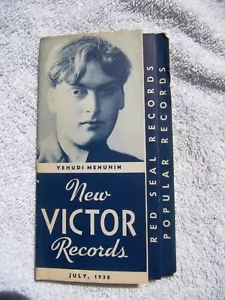 YEHUDI MENUHIN
New
VICTOR
Records
JULY, 1938
RED SEAL RECORDS
POPULAR RECORDS